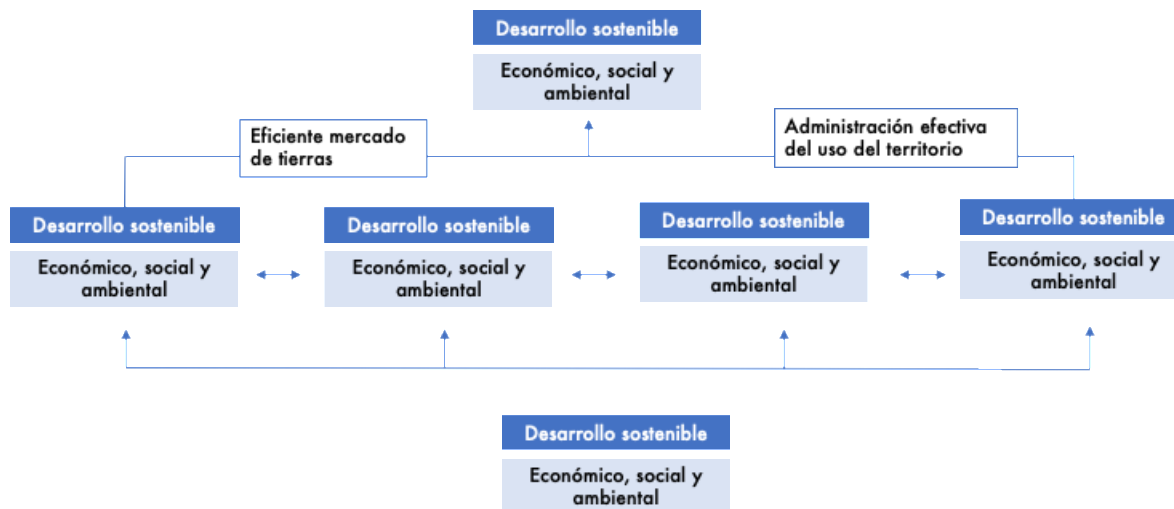 Desarrollo sostenible
Económico, social y
ambiental
Eficiente mercado
de tierras
Administración efectiva
del uso del territorio
Desarrollo sostenible
Económico, social y
ambiental
Desarrollo sostenible
Económico, social y
ambiental
Desarrollo sostenible
Económico, social y
ambiental
Desarrollo sostenible
Económico, social y
ambiental
Desarrollo sostenible
Económico, social y
ambiental